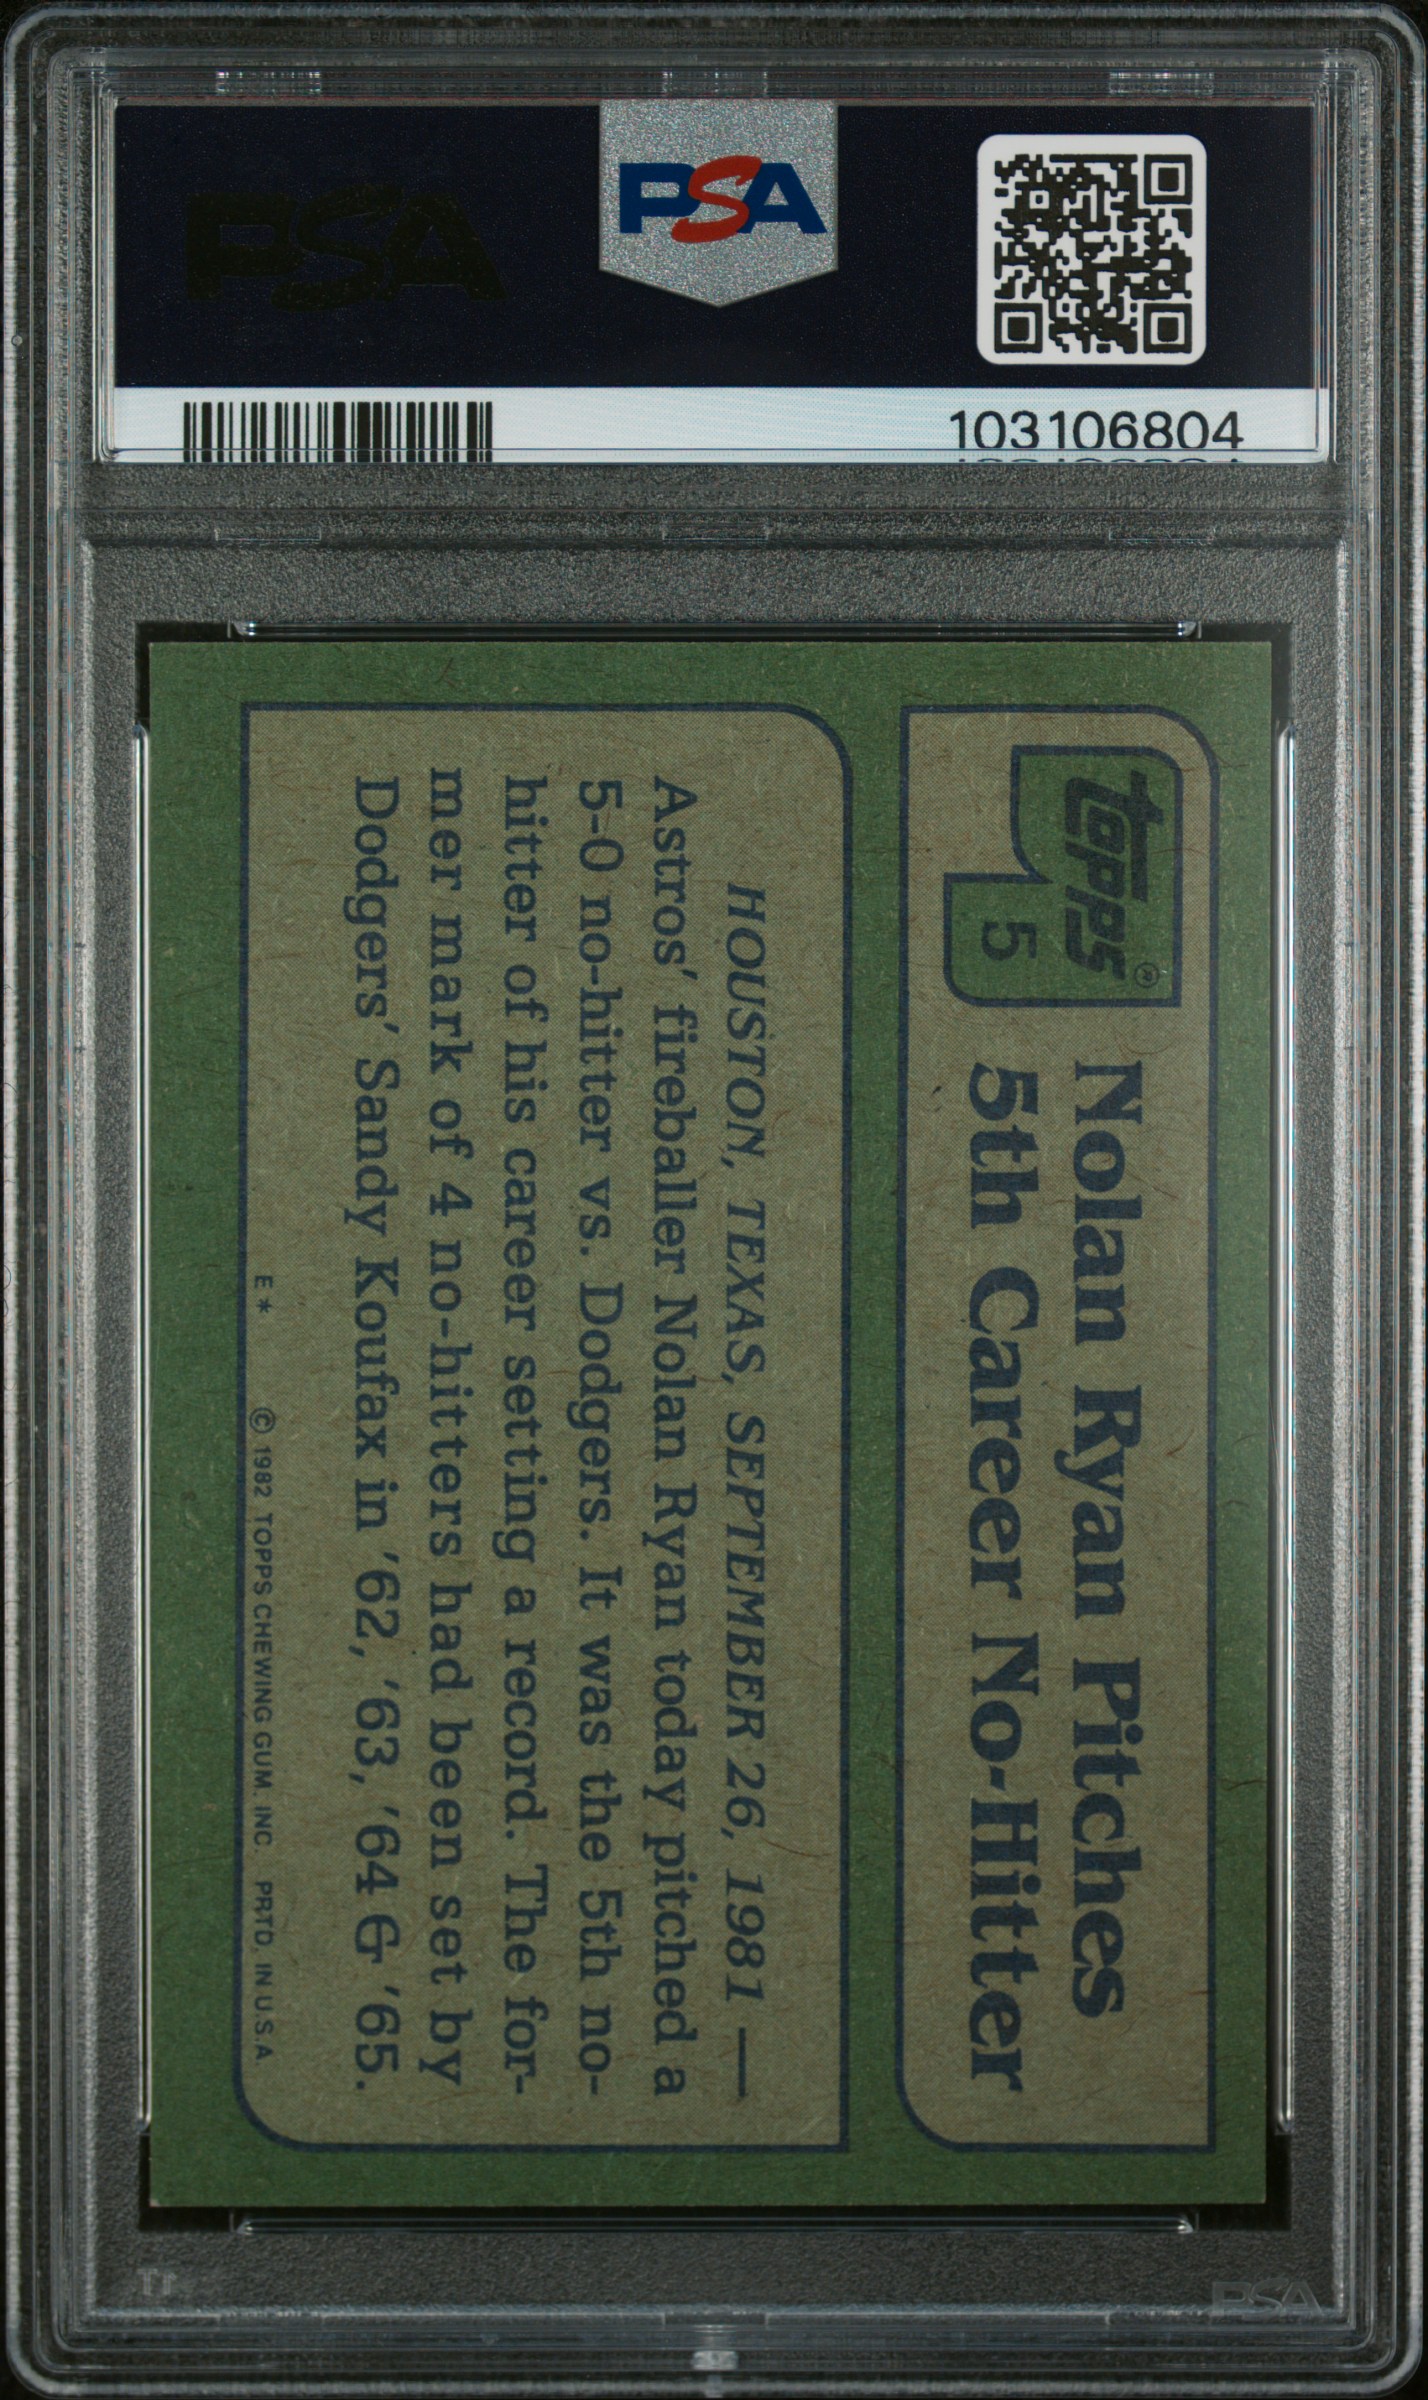 PSA
PSA
103106804
topps®
5
Nolan Ryan Pitches
5th Career No-Hitter
HOUSTON, TEXAS, SEPTEMBER 26, 1981 —
Astros' fireballer Nolan Ryan today pitched a
5-0 no-hitter vs. Dodgers. It was the 5th no-
hitter of his career setting a record. The for-
mer mark of 4 no-hitters had been set by
Dodgers' Sandy Koufax in '62, '63, '64 & '65.
E* © 1982 TOPPS CHEWING GUM. INC. PRTD. IN U.S.A
PSA